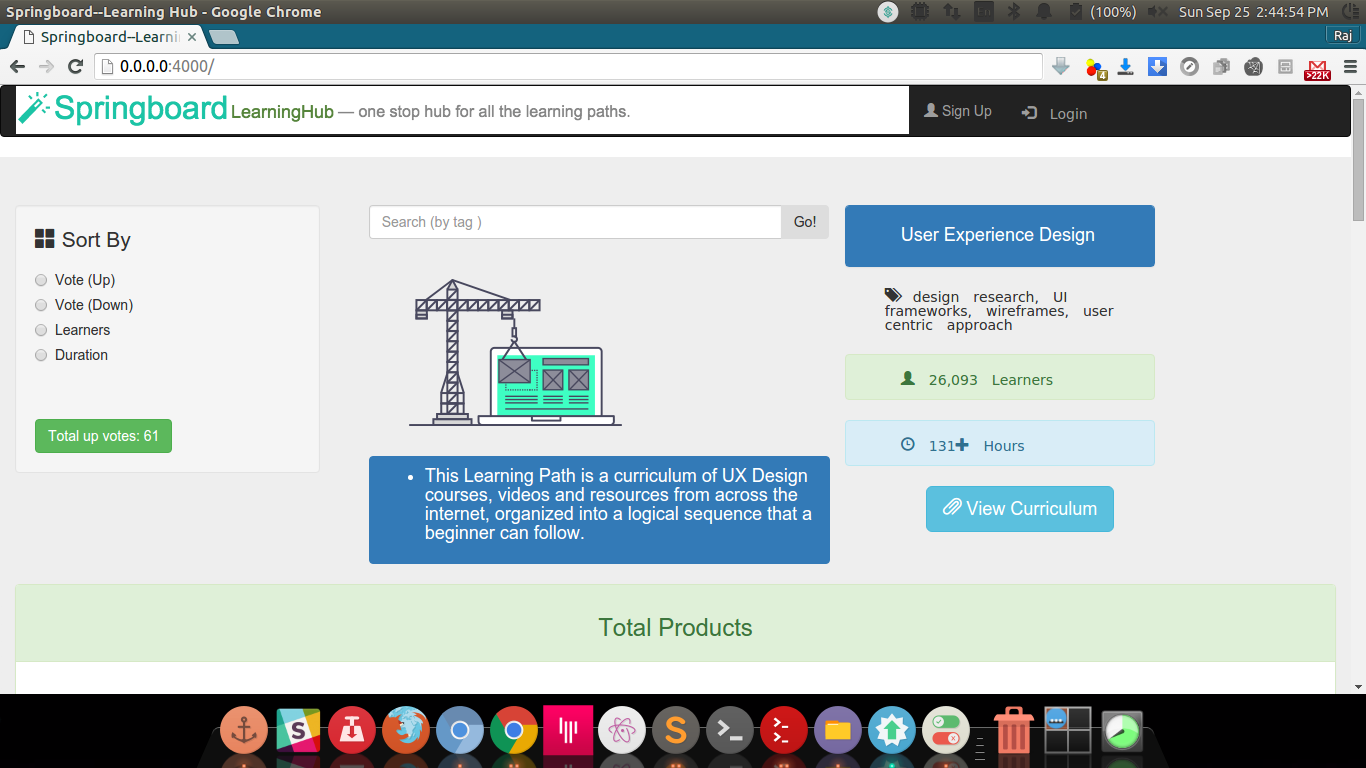 Springboard--Learning Hub - Google Chrome
(100%) Sun Sep 25 2:44:54 PM
Springboard--Learni
Raj
0.0.0.0:4000/
4
>22K
Springboard LearningHub — one stop hub for all the learning paths.
Sign Up
Login
Sort By
Vote (Up)
Vote (Down)
Learners
Duration
Total up votes: 61
Search (by tag )
Go!
This Learning Path is a curriculum of UX Design
courses, videos and resources from across the
internet, organized into a logical sequence that a
beginner can follow.
User Experience Design
design research, UI
frameworks, wireframes, user
centric approach
26,093 Learners
131+ Hours
View Curriculum
Total Products